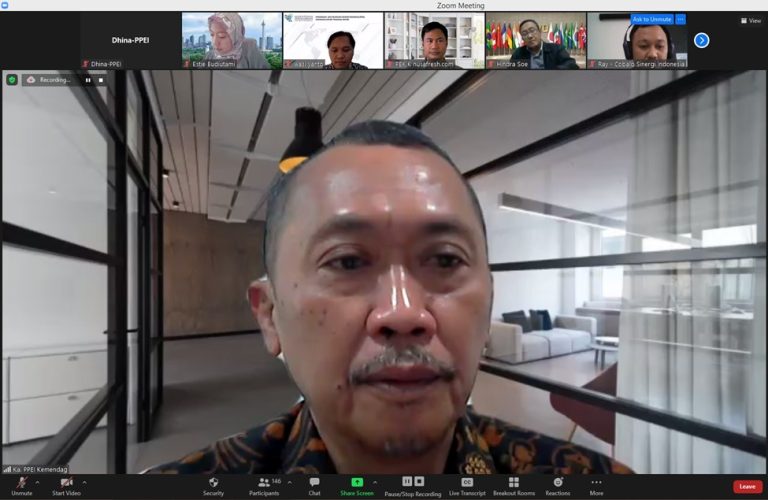 Zoom Meeting
Dhina-PPEI
Dhina-PPEI
Estie Budiutami
Ask to Unmute
Hindra Soe
Ray - Cobalt Sinergi Indonesia
View
Recording...
Ka. PPEI Kemendag
Unmute
Start Video
Security
Participants
146
Chat
Share Screen
Pause/Stop Recording
Live Transcript
Breakout Rooms
Reactions
More
Leave